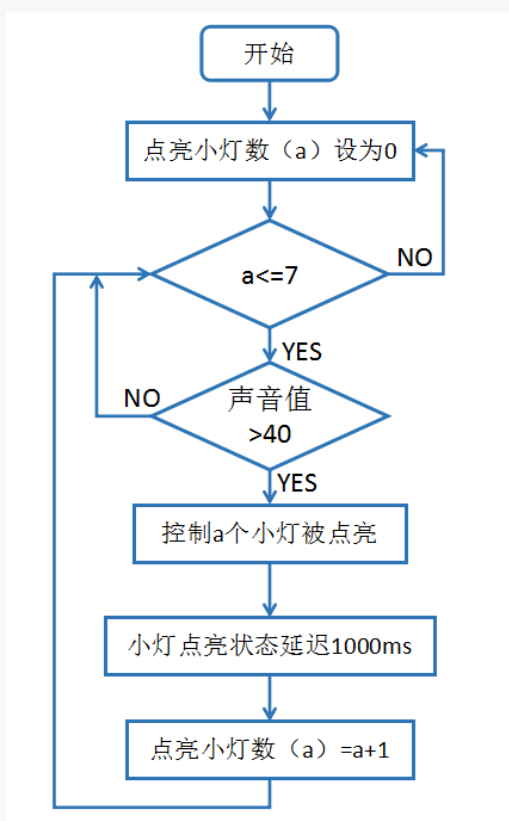 开始
点亮小灯数（a）设为0
NO
a<=7
YES
NO
声音值
>40
YES
控制a个小灯被点亮
小灯点亮状态延迟1000ms
点亮小灯数（a）=a+1